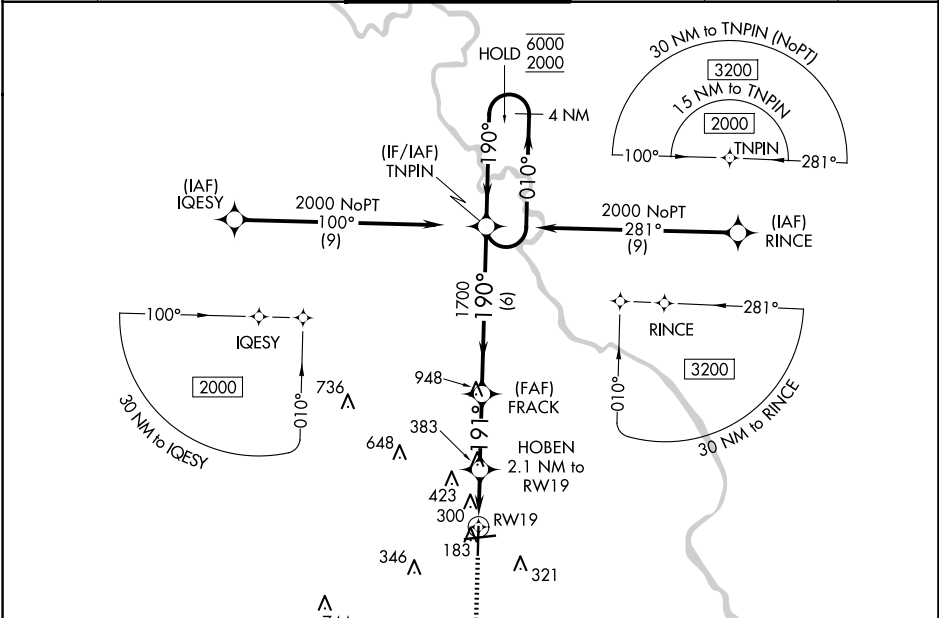 HOLD
6000
2000
4 NM
190°
010°
(IF/IAF)
TNPIN
30 NM to TNPIN (NoPT)
3200
15 NM to TNPIN
2000
TNPIN
100°
281°
(IAF)
IQESY
2000 NoPT
100°
(9)
2000 NoPT
281°
(9)
(IAF)
RINCE
1700
190°
(6)
100°
IQESY
2000
010°
30 NM to IQESY
281°
RINCE
3200
010°
30 NM to RINCE
736
948
(FAF)
FRACK
191°
383
648
HOBEN
2.1 NM to
RW19
423
300
RW19
183
346
321